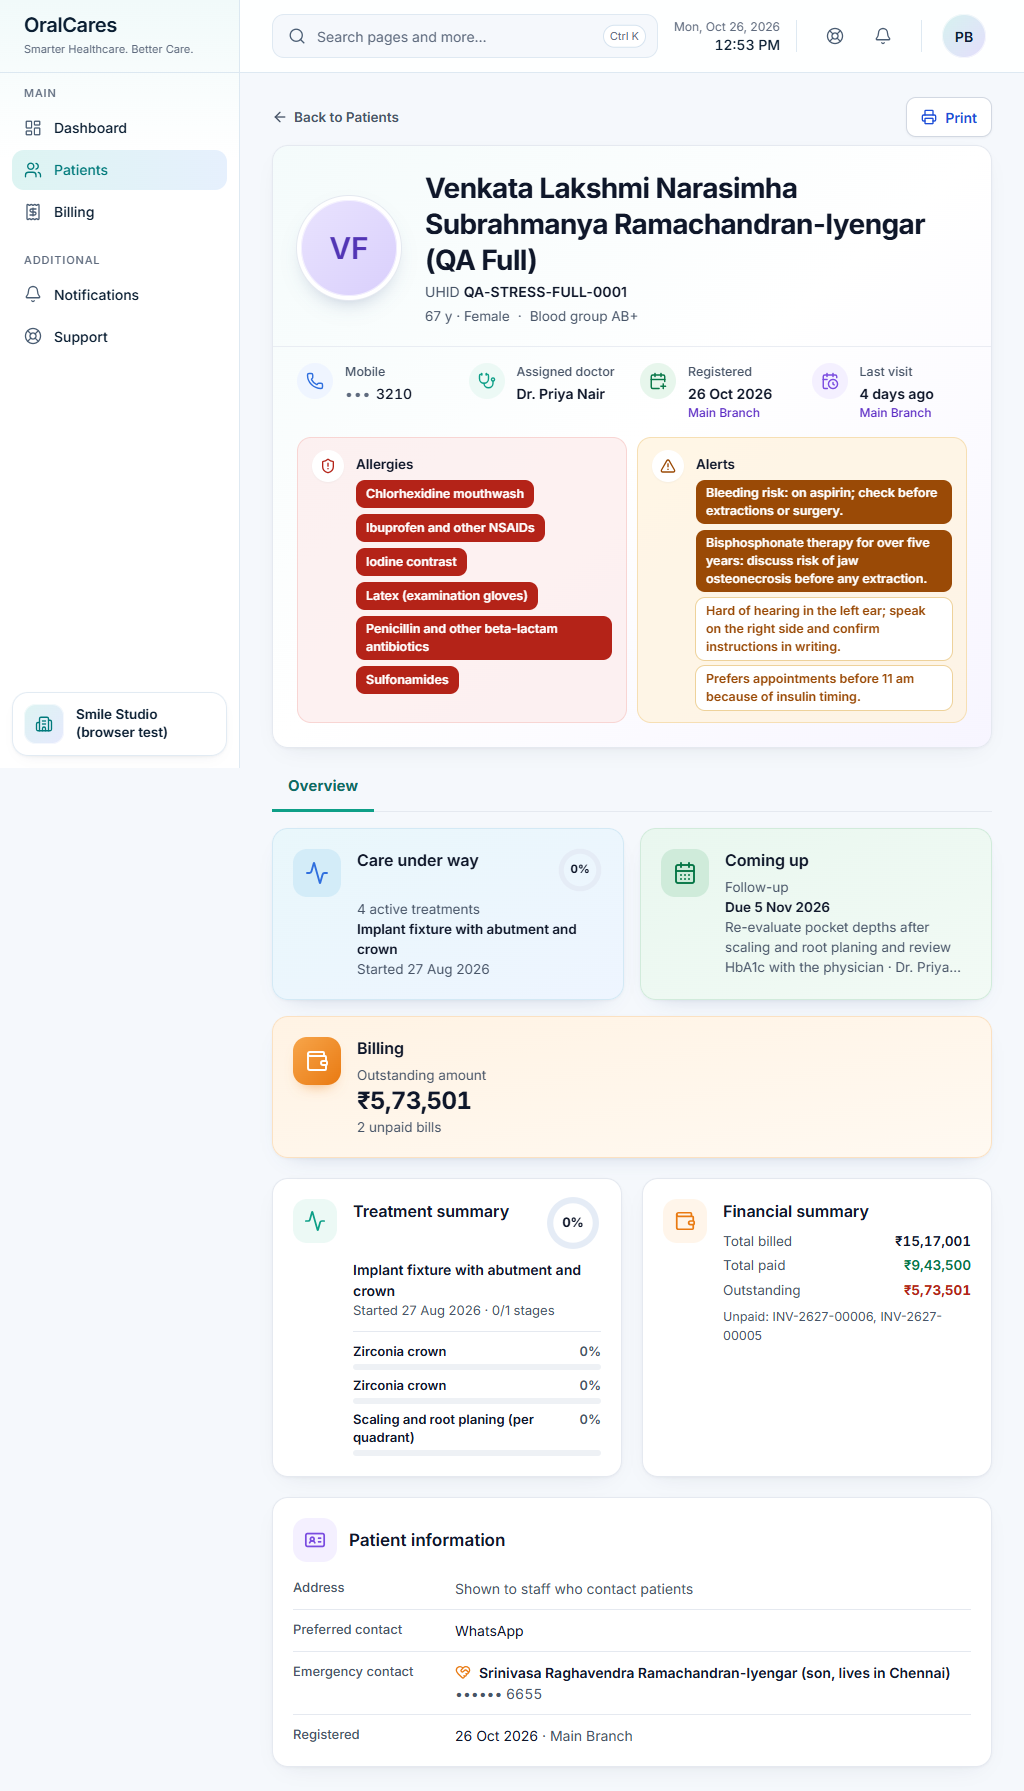 OralCares
Smarter Healthcare. Better Care.
MAIN
Dashboard
Patients
Billing
ADDITIONAL
Notifications
Support
Smile Studio
(browser test)
Search pages and more...
Ctrl K
Mon, Oct 26, 2026
12:53 PM
PB
Back to Patients
Print
VF
Venkata Lakshmi Narasimha
Subrahmanya Ramachandran-Iyengar
(QA Full)
UHID QA-STRESS-FULL-0001
67 y · Female · Blood group AB+
Mobile
••• 3210
Assigned doctor
Dr. Priya Nair
Registered
26 Oct 2026
Main Branch
Last visit
4 days ago
Main Branch
Allergies
Chlorhexidine mouthwash
Ibuprofen and other NSAIDs
Iodine contrast
Latex (examination gloves)
Penicillin and other beta-lactam
antibiotics
Sulfonamides
Alerts
Bleeding risk: on aspirin; check before
extractions or surgery.
Bisphosphonate therapy for over five
years: discuss risk of jaw
osteonecrosis before any extraction.
Hard of hearing in the left ear; speak
on the right side and confirm
instructions in writing.
Prefers appointments before 11 am
because of insulin timing.
Overview
Care under way
0%
4 active treatments
Implant fixture with abutment and
crown
Started 27 Aug 2026
Coming up
Follow-up
Due 5 Nov 2026
Re-evaluate pocket depths after
scaling and root planing and review
HbA1c with the physician · Dr. Priya...
Billing
Outstanding amount
₹5,73,501
2 unpaid bills
Treatment summary
0%
Implant fixture with abutment and
crown
Started 27 Aug 2026 · 0/1 stages
Zirconia crown 0%
Zirconia crown 0%
Scaling and root planing (per 0%
quadrant)
Financial summary
Total billed ₹15,17,001
Total paid ₹9,43,500
Outstanding ₹5,73,501
Unpaid: INV-2627-00006, INV-2627-
00005
Patient information
Address Shown to staff who contact patients
Preferred contact WhatsApp
Emergency contact Srinivasa Raghavendra Ramachandran-Iyengar (son, lives in Chennai)
•••••• 6655
Registered 26 Oct 2026 · Main Branch